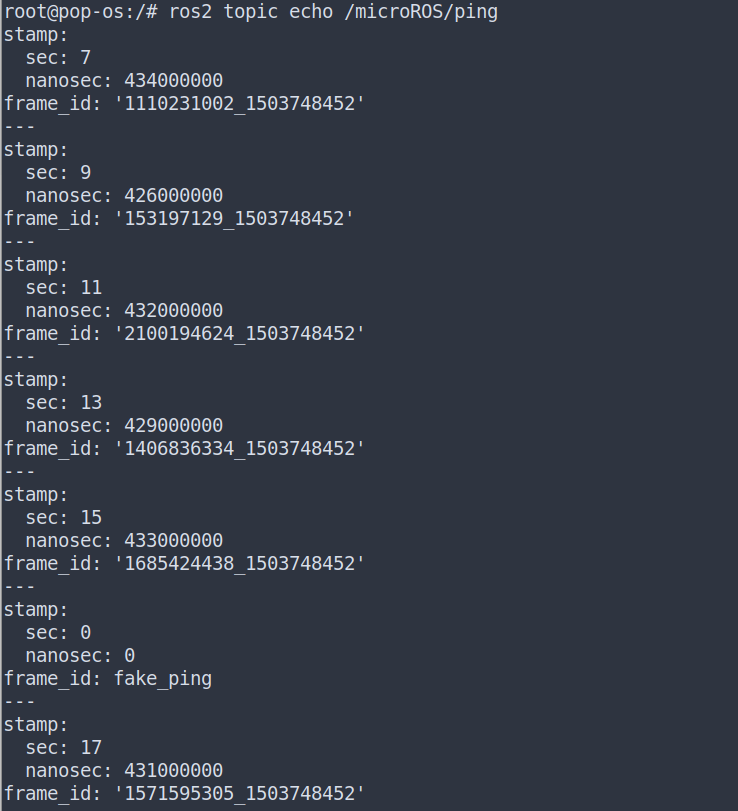 root@pop-os:/# ros2 topic echo /microROS/ping
stamp:
  sec: 7
  nanosec: 434000000
frame_id: '1110231002_1503748452'
---
stamp:
  sec: 9
  nanosec: 426000000
frame_id: '153197129_1503748452'
---
stamp:
  sec: 11
  nanosec: 432000000
frame_id: '2100194624_1503748452'
---
stamp:
  sec: 13
  nanosec: 429000000
frame_id: '1406836334_1503748452'
---
stamp:
  sec: 15
  nanosec: 433000000
frame_id: '1685424438_1503748452'
---
stamp:
  sec: 0
  nanosec: 0
frame_id: fake_ping
---
stamp:
  sec: 17
  nanosec: 431000000
frame_id: '1571595305_1503748452'